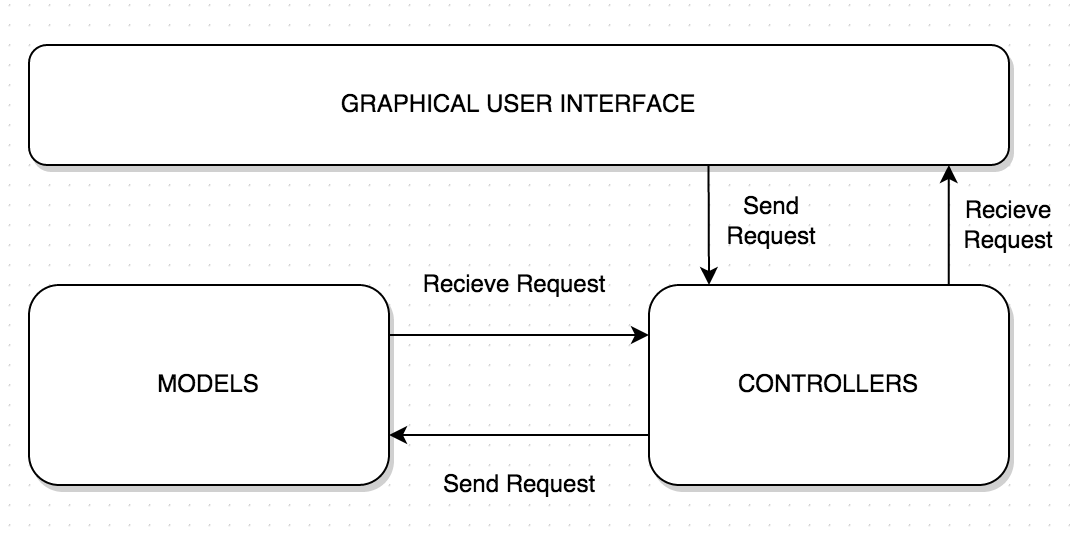 GRAPHICAL USER INTERFACE
Send
Request
Recieve
Request
Recieve Request
MODELS
CONTROLLERS
Send Request